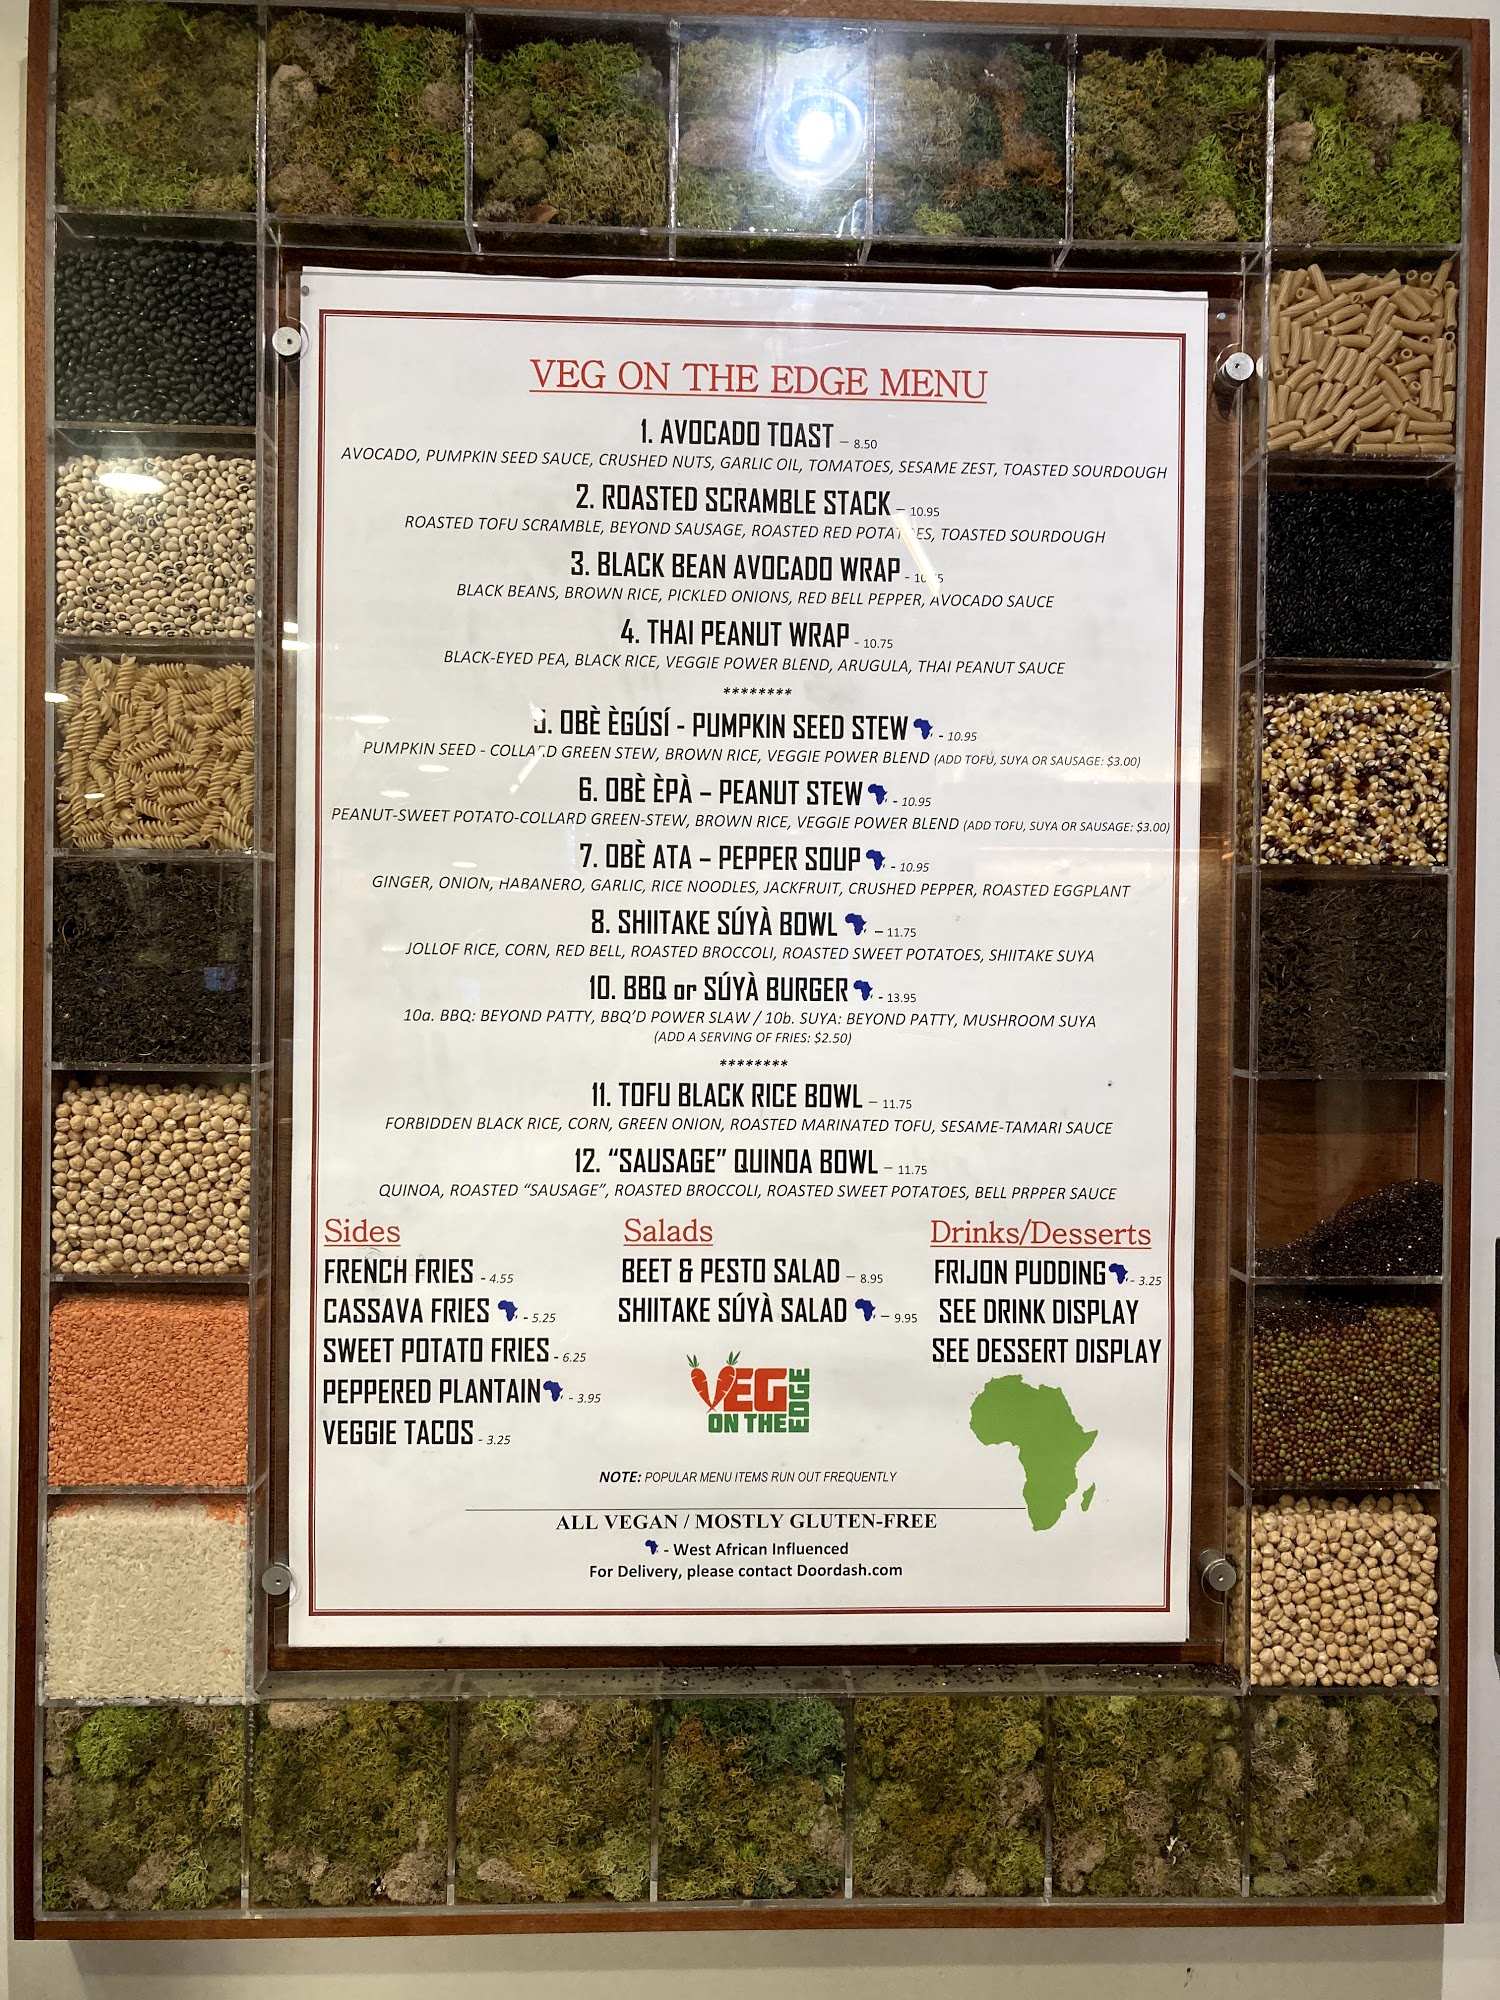 VEG ON THE EDGE MENU
1. AVOCADO TOAST – 8.50
AVOCADO, PUMPKIN SEED SAUCE, CRUSHED NUTS, GARLIC OIL, TOMATOES, SESAME ZEST, TOASTED SOURDOUGH
2. ROASTED SCRAMBLE STACK – 10.95
ROASTED TOFU SCRAMBLE, BEYOND SAUSAGE, ROASTED RED POTATOES, TOASTED SOURDOUGH
3. BLACK BEAN AVOCADO WRAP -
BLACK BEANS, BROWN RICE, PICKLED ONIONS, RED BELL PEPPER, AVOCADO SAUCE
4. THAI PEANUT WRAP - 10.75
BLACK-EYED PEA, BLACK RICE, VEGGIE POWER BLEND, ARUGULA, THAI PEANUT SAUCE
********
5. OBÈ ÈGÚSÍ - PUMPKIN SEED STEW - 10.95
PUMPKIN SEED - COLLARD GREEN STEW, BROWN RICE, VEGGIE POWER BLEND (ADD TOFU, SUYA OR SAUSAGE: $3.00)
6. OBÈ ÈPÀ – PEANUT STEW - 10.95
PEANUT-SWEET POTATO-COLLARD GREEN-STEW, BROWN RICE, VEGGIE POWER BLEND (ADD TOFU, SUYA OR SAUSAGE: $3.00)
7. OBÈ ATA – PEPPER SOUP - 10.95
GINGER, ONION, HABANERO, GARLIC, RICE NOODLES, JACKFRUIT, CRUSHED PEPPER, ROASTED EGGPLANT
8. SHIITAKE SÚYÀ BOWL – 11.75
JOLLOF RICE, CORN, RED BELL, ROASTED BROCCOLI, ROASTED SWEET POTATOES, SHIITAKE SUYA
10. BBQ or SÚYÀ BURGER - 13.95
10a. BBQ: BEYOND PATTY, BBQ'D POWER SLAW / 10b. SUYA: BEYOND PATTY, MUSHROOM SUYA
(ADD A SERVING OF FRIES: $2.50)
********
11. TOFU BLACK RICE BOWL – 11.75
FORBIDDEN BLACK RICE, CORN, GREEN ONION, ROASTED MARINATED TOFU, SESAME-TAMARI SAUCE
12. “SAUSAGE” QUINOA BOWL – 11.75
QUINOA, ROASTED “SAUSAGE”, ROASTED BROCCOLI, ROASTED SWEET POTATOES, BELL PRPPER SAUCE
Sides
FRENCH FRIES - 4.55
CASSAVA FRIES - 5.25
SWEET POTATO FRIES - 6.25
PEPPERED PLANTAIN - 3.95
VEGGIE TACOS - 3.25
Salads
BEET & PESTO SALAD – 8.95
SHIITAKE SÚYÀ SALAD – 9.95
Drinks/Desserts
FRIJON PUDDING - 3.25
SEE DRINK DISPLAY
SEE DESSERT DISPLAY
VEG
ON THE EDGE
NOTE: POPULAR MENU ITEMS RUN OUT FREQUENTLY
ALL VEGAN / MOSTLY GLUTEN-FREE
- West African Influenced
For Delivery, please contact Doordash.com